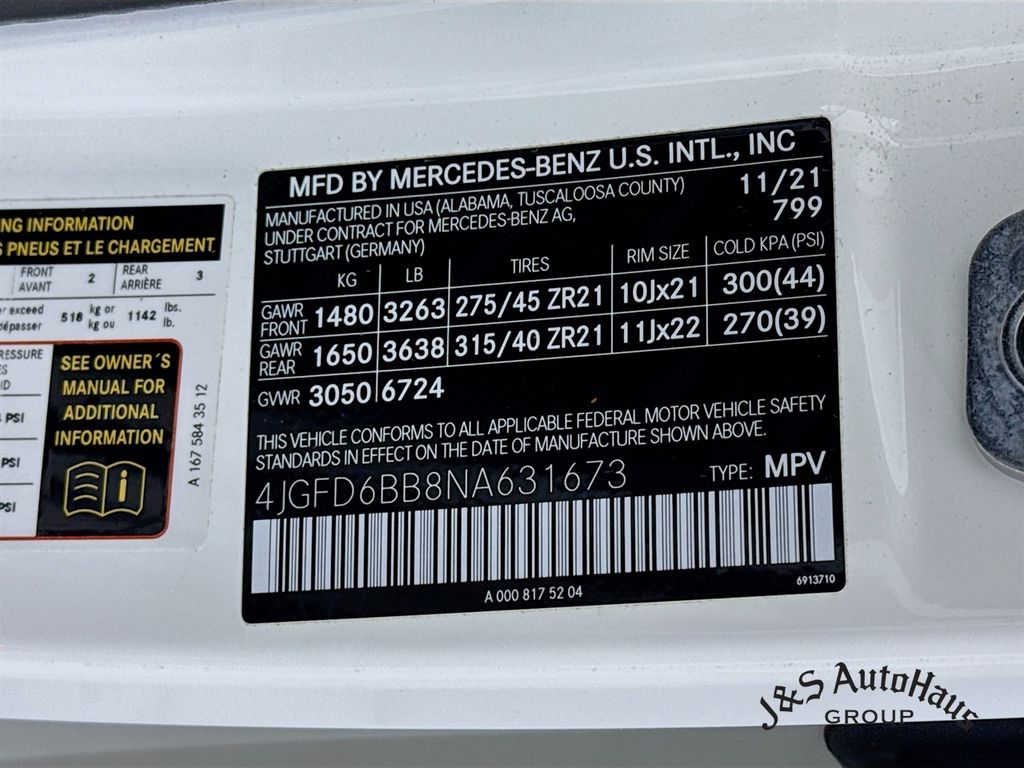 NG INFORMATION
S PNEUS ET LE CHARGEMENT
FRONT
AVANT
2
REAR
ARRIÈRE
3
er exceed
dépasser
518
kg or
kg ou
1142
lbs.
lb.
RESSURE
PSI
PSI
PSI
SEE OWNER´S
MANUAL FOR
ADDITIONAL
INFORMATION
i
A 167 584 35 12
MFD BY MERCEDES-BENZ U.S. INTL., INC
MANUFACTURED IN USA (ALABAMA, TUSCALOOSA COUNTY) 11/21
UNDER CONTRACT FOR MERCEDES-BENZ AG, 799
STUTTGART (GERMANY)
KG LB TIRES RIM SIZE COLD KPA (PSI)
GAWR FRONT 1480 3263 275/45 ZR21 10Jx21 300(44)
GAWR REAR 1650 3638 315/40 ZR21 11Jx22 270(39)
GVWR 3050 6724
THIS VEHICLE CONFORMS TO ALL APPLICABLE FEDERAL MOTOR VEHICLE SAFETY
STANDARDS IN EFFECT ON THE DATE OF MANUFACTURE SHOWN ABOVE.
4JGFD6BB8NA631673 TYPE: MPV
A 000 817 52 04
6913710
J&S AutoHaus
GROUP